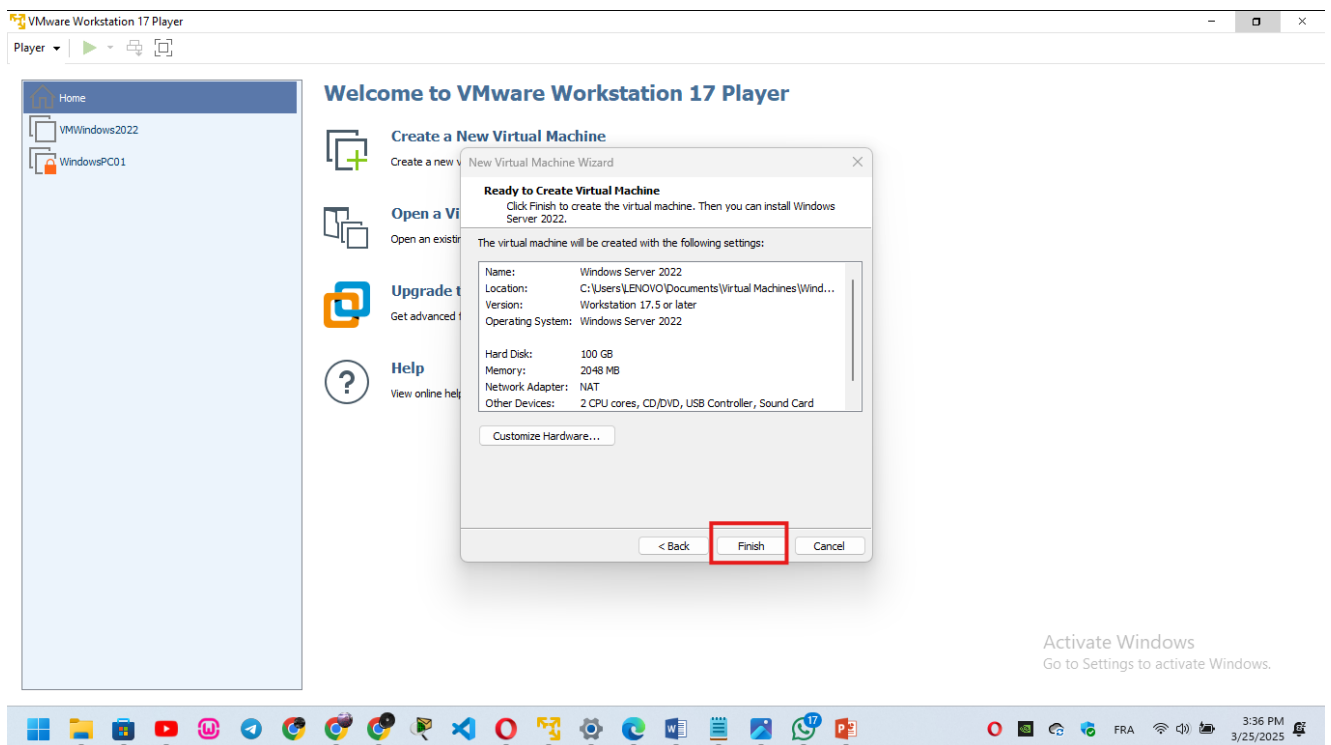 VMware Workstation 17 Player
Player
Home
VMWindows2022
WindowsPC01
Welcome to VMware Workstation 17 Player
Create a New Virtual Machine
Create a new v
Open a Vi
Open an existin
Upgrade t
Get advanced f
Help
View online help
New Virtual Machine Wizard
Ready to Create Virtual Machine
Click Finish to create the virtual machine. Then you can install Windows
Server 2022.
The virtual machine will be created with the following settings:
Name: Windows Server 2022
Location: C:\Users\LENOVO\Documents\Virtual Machines\Wind...
Version: Workstation 17.5 or later
Operating System: Windows Server 2022
Hard Disk: 100 GB
Memory: 2048 MB
Network Adapter: NAT
Other Devices: 2 CPU cores, CD/DVD, USB Controller, Sound Card
Customize Hardware...
< Back Finish Cancel
Activate Windows
Go to Settings to activate Windows.
17
FRA
3:36 PM
3/25/2025